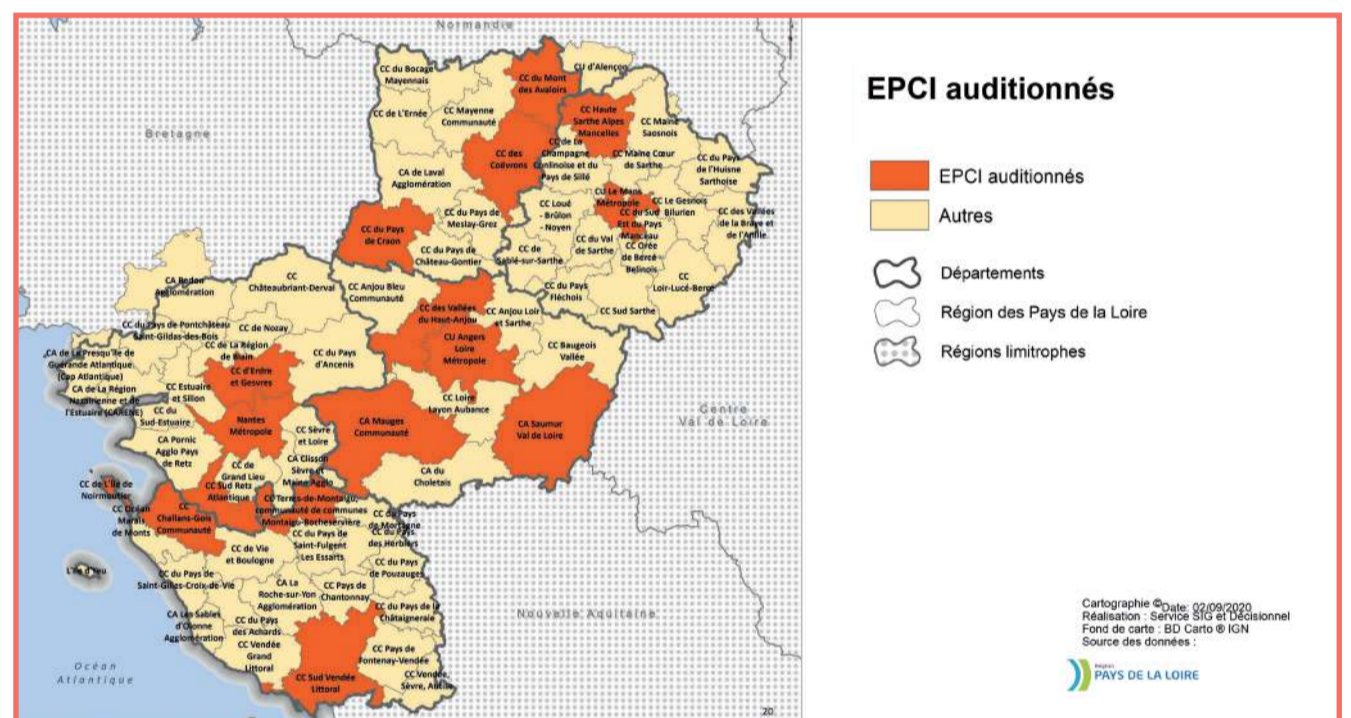 Normandie
Bretagne
CC du Bocage
Mayennais
CC du Mont
des Avaloirs
CU d'Alençon
CC de L'Ernée
CC Mayenne
Communauté
CC Haute
Sarthe Alpes
Mancelles
CC Maine
Saosnois
CC des
Coëvrons
CC de La
Champagne
Conlinoise et du
Pays de Sillé
CC Maine Cœur
de Sarthe
CC du Pays
de l'Huisne
Sarthoise
CA de Laval
Agglomération
CU Le Mans
Métropole
CC Le Gesnois
Bilurien
CC du Sud
Est du Pays
Manceau
CC des Vallées
de la Braye et
de l'Anille
CC Loué
- Brûlon
- Noyen
CC du Pays de
Meslay-Grez
CC du Pays
de Craon
CC du Val
de Sarthe
CC Orée
de Bercé -
Belinois
CC du Pays de
Château-Gontier
CC de
Sablé-sur-Sarthe
CC
Loir-Lucé-Bercé
CA Redon
Agglomération
CC
Châteaubriant-Derval
CC Anjou Bleu
Communauté
CC du Pays
Fléchois
CC Sud Sarthe
CC des Vallées
du Haut-Anjou
CC Anjou Loir
et Sarthe
CC du Pays de Pontchâteau
Saint-Gildas-des-Bois
CC de Nozay
CU Angers
Loire
Métropole
CC Baugeois
Vallée
CA de La Presqu'île de
Guérande Atlantique
(Cap Atlantique)
CC de La Région
de Blain
CC du Pays
d'Ancenis
CC d'Erdre
et Gesvres
CA de La Région
Nazairienne et de
l'Estuaire (CARENE)
CC Estuaire
et Sillon
CC Loire
Layon Aubance
Centre
Val de Loire
CC du
Sud-Estuaire
Nantes
Métropole
CC Sèvre
et Loire
CA Mauges
Communauté
CA Saumur
Val de Loire
CA Pornic
Agglo Pays
de Retz
CA Clisson
Sèvre et
Maine Agglo
CC de
Grand Lieu
CA du
Choletais
CC de L'Île de
Noirmoutier
CC Sud Retz
Atlantique
CC Terres-de-Montaigu,
communauté de communes
Montaigu-Rocheservière
CC Océan
Marais
de Monts
CC
Challans-Gois
Communauté
CC du Pays
de Mortagne
CC du Pays de
Saint-Fulgent
- Les Essarts
CC du Pays
des Herbiers
CC de Vie
et Boulogne
CC du Pays
de Pouzauges
L'Île d'Yeu
CC du Pays de
Saint-Gilles-Croix-de-Vie
CA La
Roche-sur-Yon
Agglomération
CC Pays de
Chantonnay
Nouvelle Aquitaine
CA Les Sables
d'Olonne
Agglomération
CC du Pays
des Achards
CC du Pays de la
Châtaigneraie
CC Vendée
Grand
Littoral
CC Pays de
Fontenay-Vendée
Océan
Atlantique
CC Sud Vendée
Littoral
CC Vendée,
Sèvre, Autise
20
EPCI auditionnés
EPCI auditionnés
Autres
Départements
Région des Pays de la Loire
Régions limitrophes
Cartographie ©
Date: 02/09/2020
Réalisation : Service SIG et Décisionnel
Fond de carte : BD Carto ® IGN
Source des données :
Région
PAYS DE LA LOIRE